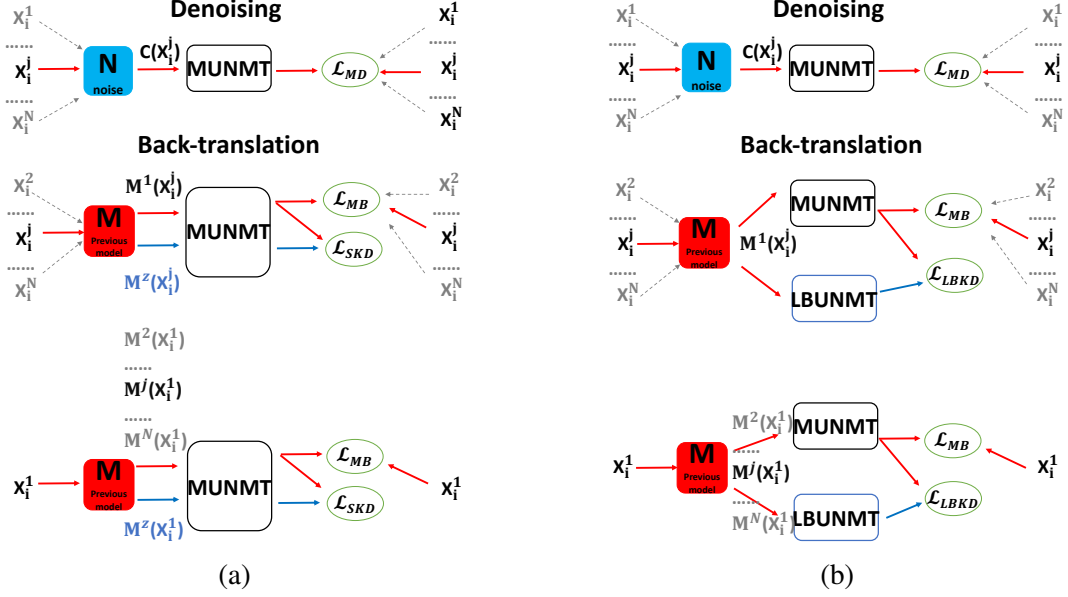 Denoising
X_i^1
......
X_i^j
......
X_i^N
N
noise
C(X_i^j)
MUNMT
ℒ_MD
X_i^1
......
X_i^j
......
X_i^N
Back-translation
X_i^2
......
X_i^j
......
X_i^N
M
Previous model
M^1(X_i^j)
M^z(X_i^j)
MUNMT
ℒ_MB
ℒ_SKD
X_i^2
......
X_i^j
......
X_i^N
M^2(X_i^1)
......
M^j(X_i^1)
......
M^N(X_i^1)
X_i^1
M
Previous model
M^z(X_i^1)
MUNMT
ℒ_MB
ℒ_SKD
X_i^1
(a)
Denoising
X_i^1
......
X_i^j
......
X_i^N
N
noise
C(X_i^j)
MUNMT
ℒ_MD
X_i^1
......
X_i^j
......
X_i^N
Back-translation
X_i^2
......
X_i^j
......
X_i^N
M
Previous model
M^1(X_i^j)
MUNMT
LBUNMT
ℒ_MB
ℒ_LBKD
X_i^2
......
X_i^j
......
X_i^N
X_i^1
M
Previous model
M^2(X_i^1)
......
M^j(X_i^1)
......
M^N(X_i^1)
MUNMT
LBUNMT
ℒ_MB
ℒ_LBKD
X_i^1
(b)